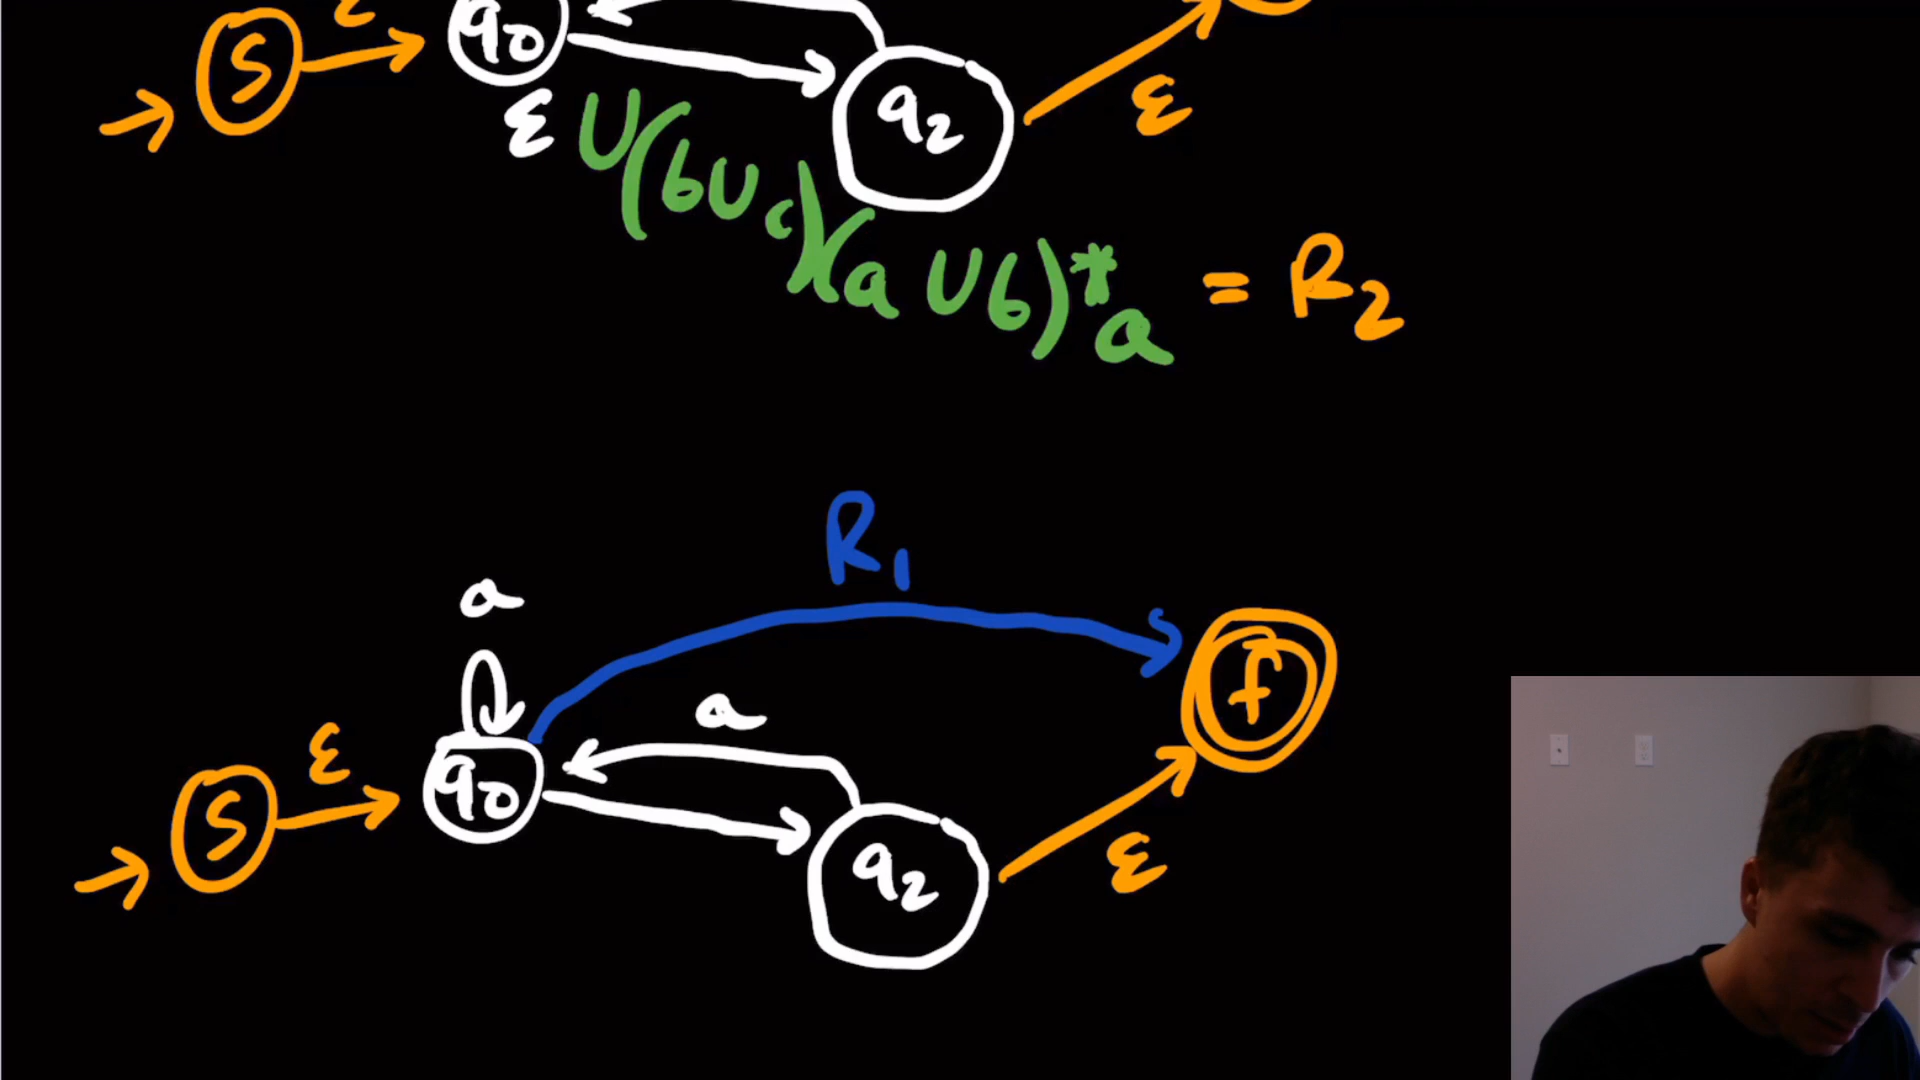 S ε q₀ q₂ ε
ε ∪ (b ∪ c)(a ∪ b)* a = R₂
R₁
a
a
f
S ε q₀
q₂ ε